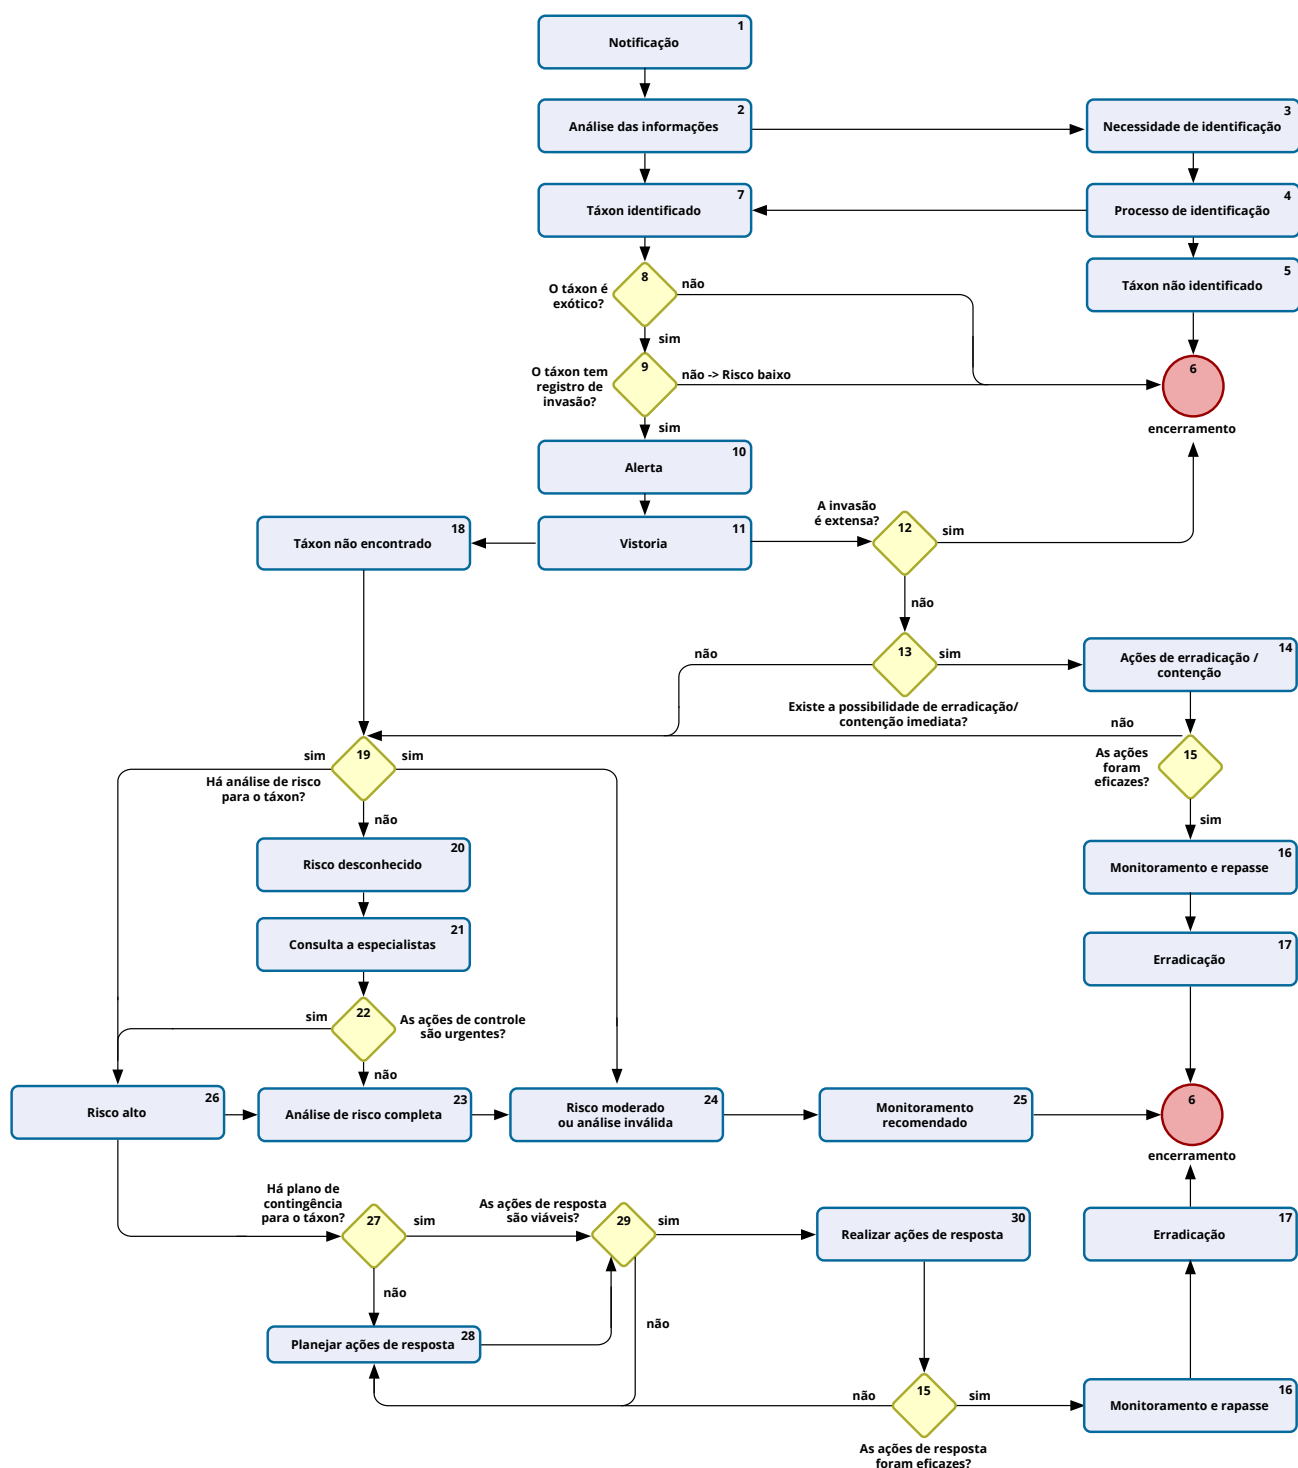 1
Notificação
2
Análise das informações
3
Necessidade de identificação
7
Táxon identificado
4
Processo de identificação
5
Táxon não identificado
8
O táxon é
exótico?
não
sim
9
O táxon tem
registro de
invasão?
não -> Risco baixo
sim
6
encerramento
10
Alerta
18
Táxon não encontrado
11
Vistoria
A invasão
é extensa?
12
sim
não
13
não
sim
Existe a possibilidade de erradicação/
contenção imediata?
14
Ações de erradicação /
contenção
não
15
As ações
foram
eficazes?
sim
19
sim
sim
Há análise de risco
para o táxon?
não
20
Risco desconhecido
16
Monitoramento e repasse
21
Consulta a especialistas
17
Erradicação
22
sim
As ações de controle
são urgentes?
não
26
Risco alto
23
Análise de risco completa
24
Risco moderado
ou análise inválida
25
Monitoramento
recomendado
6
encerramento
Há plano de
contingência
para o táxon?
27
sim
não
As ações de resposta
são viáveis?
29
sim
não
30
Realizar ações de resposta
17
Erradicação
28
Planejar ações de resposta
não
15
sim
As ações de resposta
foram eficazes?
16
Monitoramento e rapasse